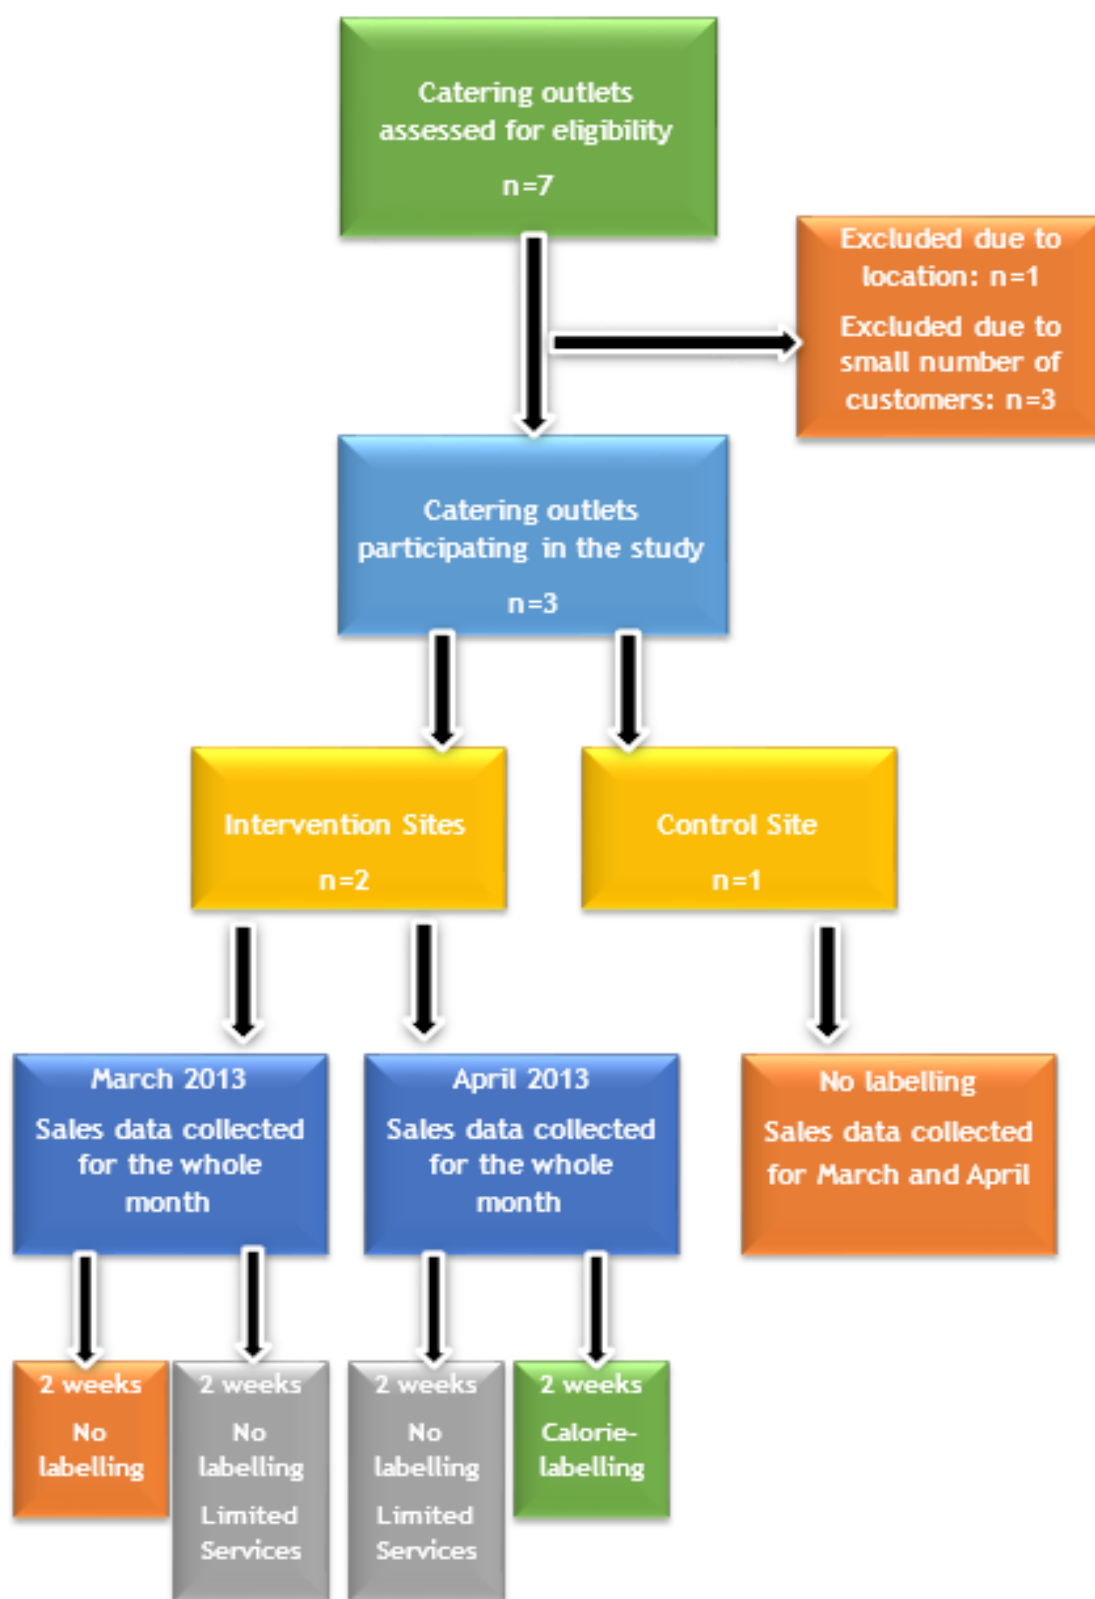 Catering outlets
assessed for eligibility
n=7
Excluded due to
location: n=1
Excluded due to
small number of
customers: n=3
Catering outlets
participating in the study
n=3
Intervention Sites
n=2
Control Site
n=1
March 2013
Sales data collected
for the whole
month
April 2013
Sales data collected
for the whole
month
No labelling
Sales data collected
for March and April
2 weeks
No
labelling
2 weeks
No
labelling
Limited
Services
2 weeks
No
labelling
Limited
Services
2 weeks
Calorie-
labelling